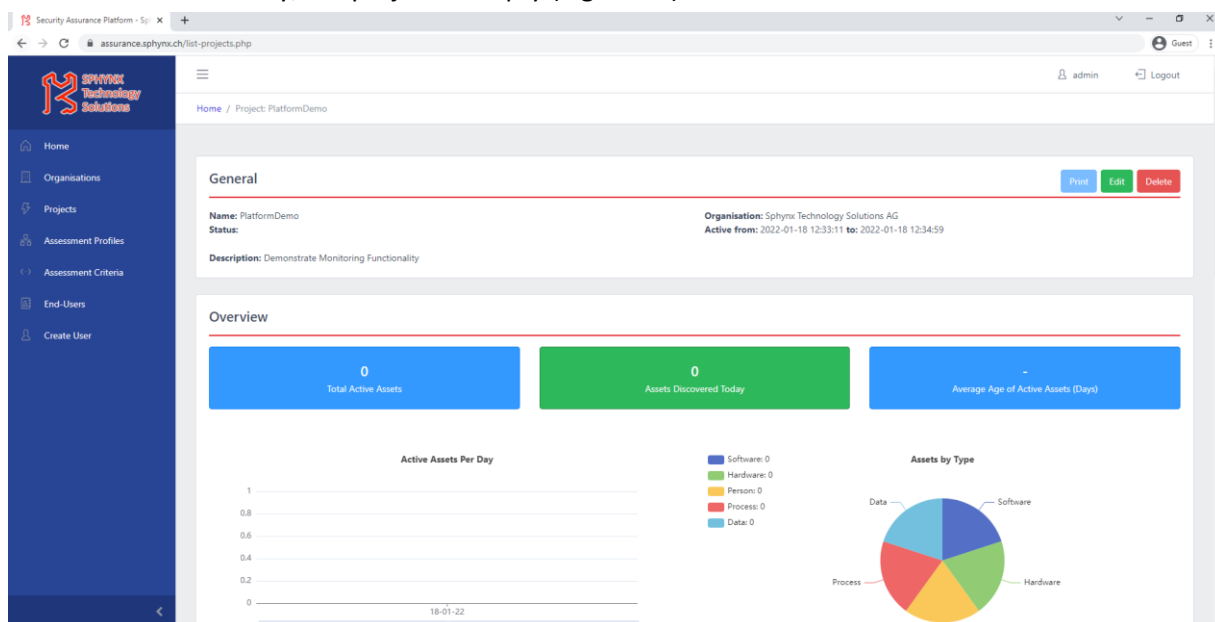 Security Assurance Platform - Sp
assurance.sphynx.ch/list-projects.php
Guest
SPHYNX
Technology
Solutions
admin
Logout
Home / Project: PlatformDemo
Home
Organisations
Projects
Assessment Profiles
Assessment Criteria
End-Users
Create User
General
Print
Edit
Delete
Name: PlatformDemo
Status:
Description: Demonstrate Monitoring Functionality
Organisation: Sphynx Technology Solutions AG
Active from: 2022-01-18 12:33:11 to: 2022-01-18 12:34:59
Overview
0
Total Active Assets
0
Assets Discovered Today
-
Average Age of Active Assets (Days)
Active Assets Per Day
1
0.8
0.6
0.4
0.2
0
18-01-22
Software: 0
Hardware: 0
Person: 0
Process: 0
Data: 0
Assets by Type
Data
Software
Process
Hardware